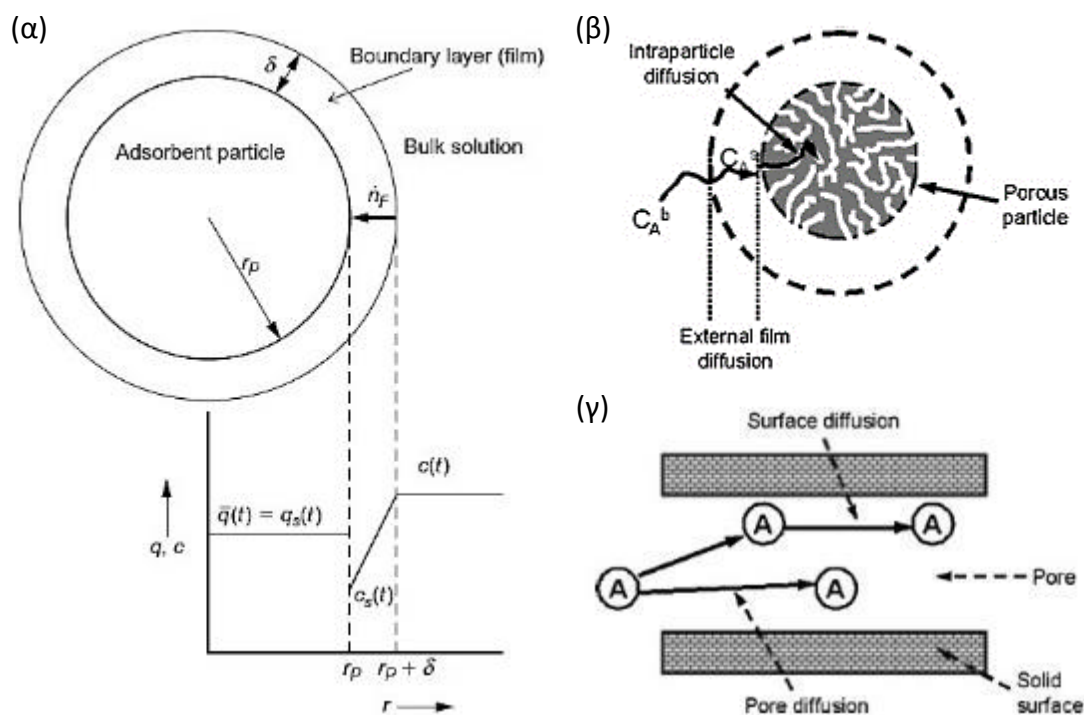 (α)
δ
Boundary layer (film)
Adsorbent particle
Bulk solution
ṅF
rP
q, c
q̅(t) = qs(t)
c(t)
cs(t)
rP rP + δ
r
(β)
Intraparticle
diffusion
CAs
CAb
Porous
particle
External film
diffusion
(γ)
Surface diffusion
A A
Pore
A A
Solid
surface
Pore diffusion